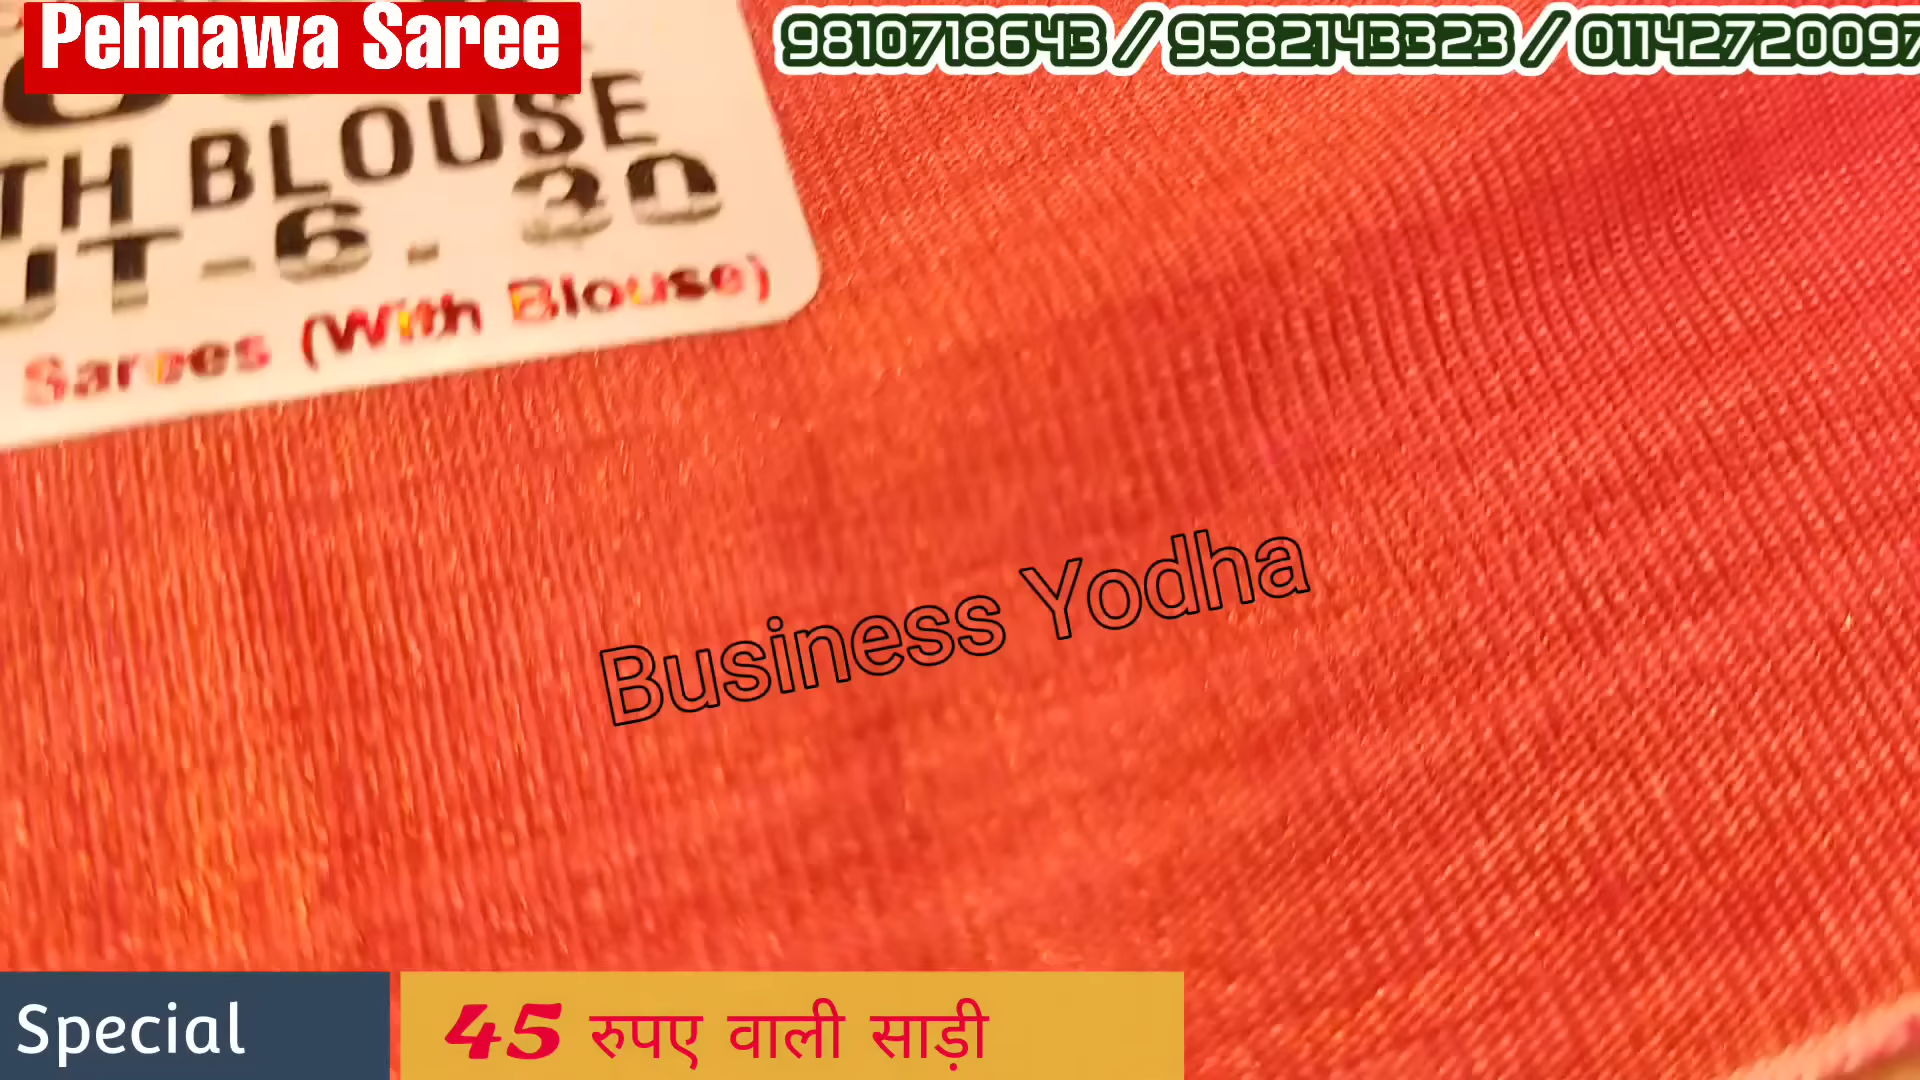 Pehnawa Saree
9810718643/9582143323/01142720097
TH BLOUSE
UT-6. 30
Sarees (With Blouse)
Business Yodha
Special
45 रुपए वाली साड़ी